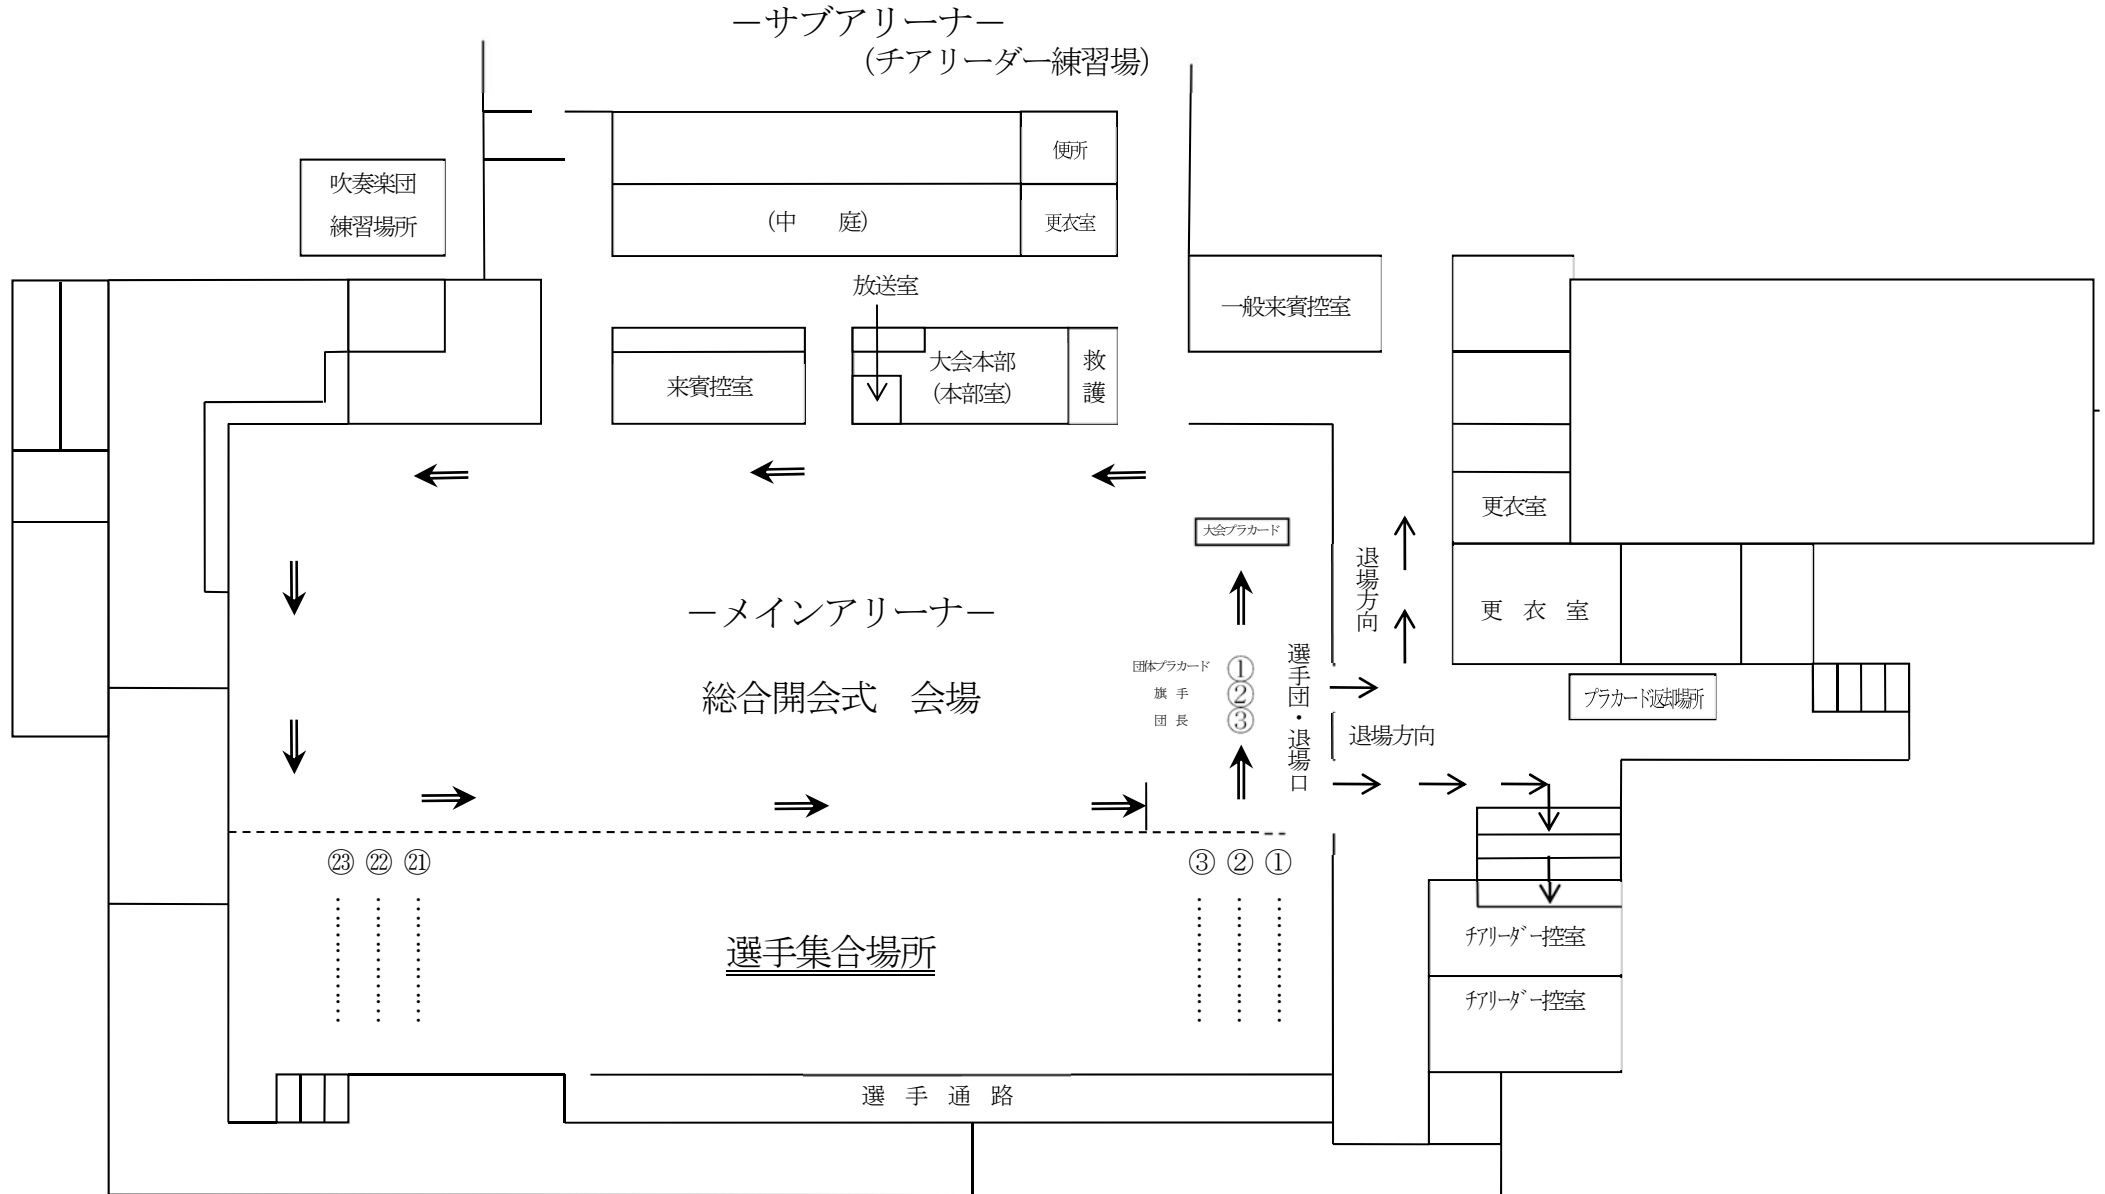 －サブアリーナ－
（チアリーダー練習場）
便所
吹奏楽団
練習場所
（中　　庭）
更衣室
放送室
一般来賓控室
大会本部
（本部室）
救
護
来賓控室
更衣室
大会プラカード
退場方向
－メインアリーナ－
更　衣　室
選手団・退場口
団体プラカード　①
旗　手　②
団　長　③
総合開会式　会場
プラカード返却場所
退場方向
㉓　㉒　㉑
③　②　①
選手集合場所
ﾁｱﾘｰﾀﾞｰ控室
ﾁｱﾘｰﾀﾞｰ控室
選　手　通　路